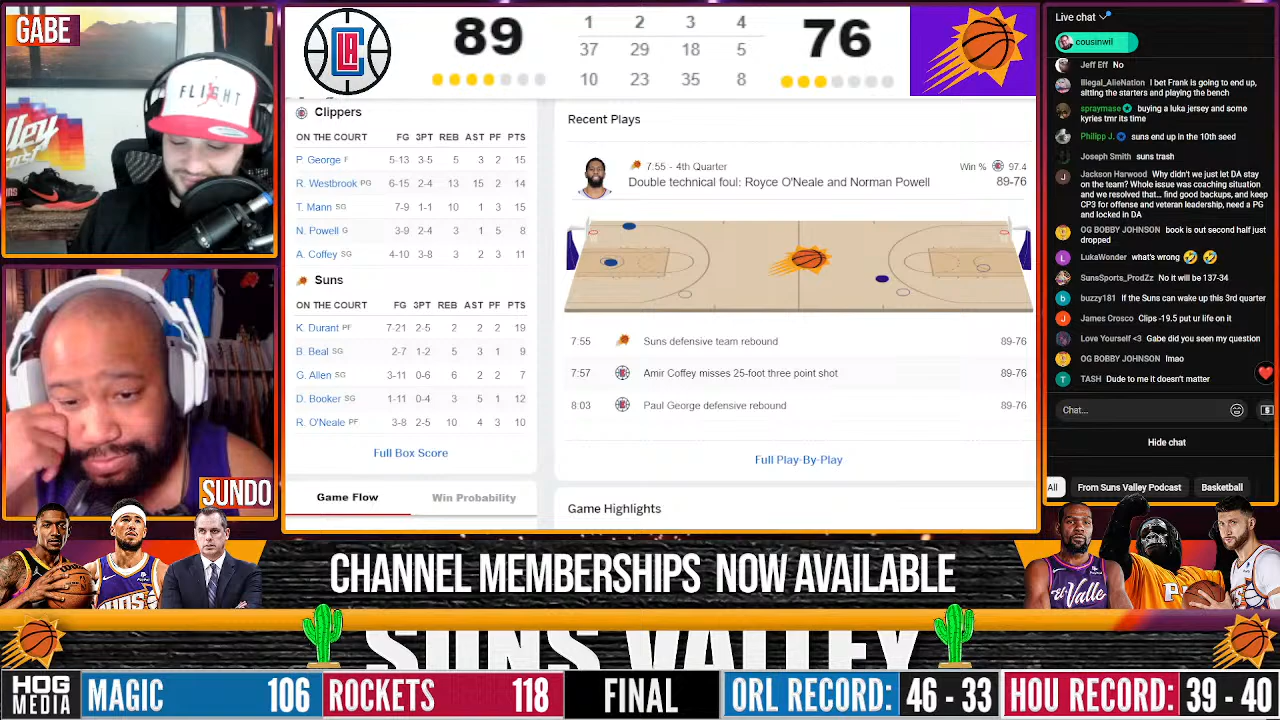 GABE
FLIGHT
SUNDO
89
1 2 3 4
37 29 18 5
10 23 35 8
76
Clippers
ON THE COURT FG 3PT REB AST PF PTS
P. George F 5-13 3-5 5 3 2 15
R. Westbrook PG 6-15 2-4 13 15 2 14
T. Mann SG 7-9 1-1 10 1 3 15
N. Powell G 3-9 2-4 3 1 5 8
A. Coffey SG 4-10 3-8 3 2 3 11
Suns
ON THE COURT FG 3PT REB AST PF PTS
K. Durant PF 7-21 2-5 2 2 2 19
B. Beal SG 2-7 1-2 5 3 1 9
G. Allen SG 3-11 0-6 6 2 2 7
D. Booker SG 1-11 0-4 3 5 1 12
R. O'Neale PF 3-8 2-5 10 4 3 10
Full Box Score
Game Flow Win Probability
Recent Plays
7:55 - 4th Quarter Win % 97.4
Double technical foul: Royce O'Neale and Norman Powell 89-76
7:55 Suns defensive team rebound 89-76
7:57 Amir Coffey misses 25-foot three point shot 89-76
8:03 Paul George defensive rebound 89-76
Full Play-By-Play
Game Highlights
Live chat
cousinwil
Jeff Eff No
Illegal_AlieNation I bet Frank is going to end up,
sitting the starters and playing the bench
spraymase buying a luka jersey and some
kyries tmr its time
Philipp J. suns end up in the 10th seed
Joseph Smith suns trash
Jackson Harwood Why didn't we just let DA stay
on the team? Whole issue was coaching situation
and we resolved that... find good backups, and keep
CP3 for offense and veteran leadership, need a PG
and locked in DA
OG BOBBY JOHNSON book is out second half just
dropped
LukaWonder what's wrong 🤣 🤣
SunsSports_ProdZz No it will be 137-34
buzzy181 If the Suns can wake up this 3rd quarter
James Crosco Clips -19.5 put ur life on it
Love Yourself <3 Gabe did you seen my question
OG BOBBY JOHNSON lmao
TASH Dude to me it doesn't matter
Chat...
Hide chat
All From Suns Valley Podcast Basketball
CHANNEL MEMBERSHIPS NOW AVAILABLE
SUNS VALLEY
HOG
MEDIA
MAGIC 106 ROCKETS 118 FINAL ORL RECORD: 46 - 33 HOU RECORD: 39 - 40